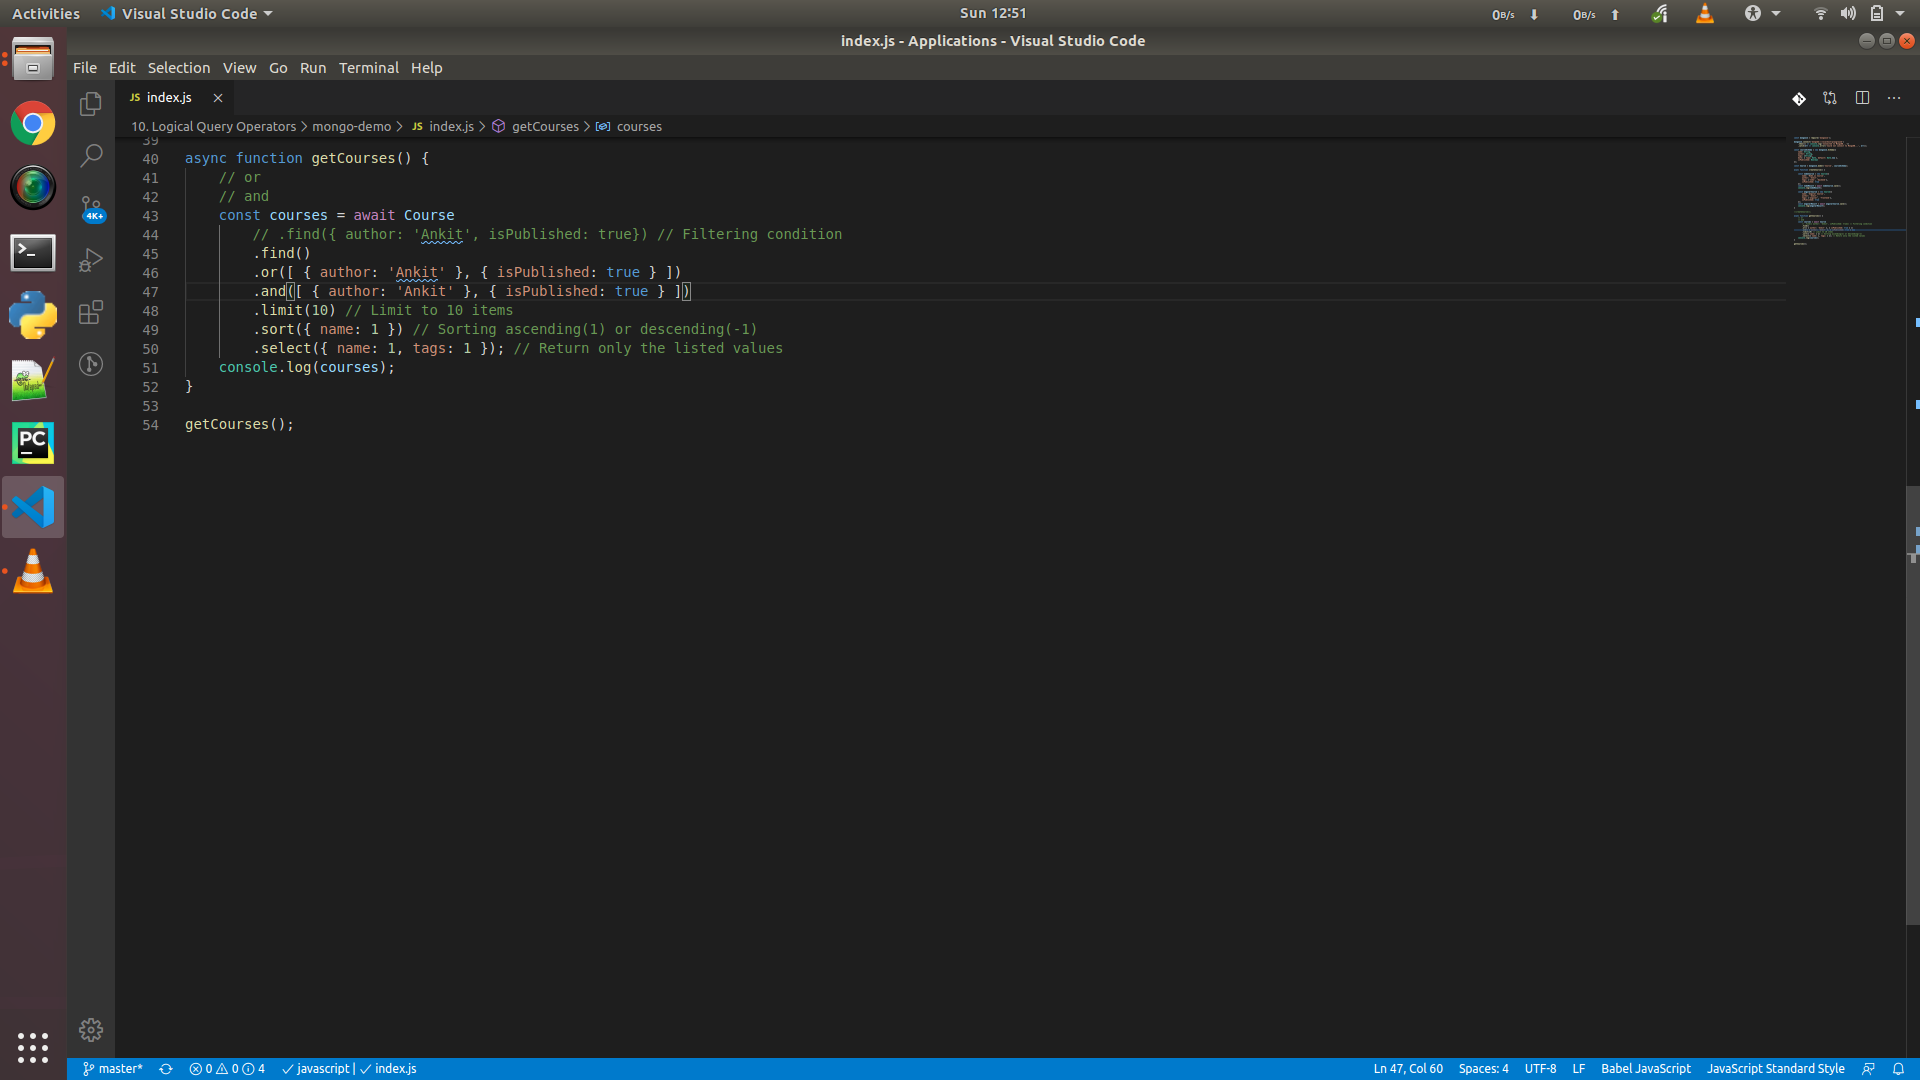 Activities Visual Studio Code Sun 12:51 0B/s 0B/s
index.js - Applications - Visual Studio Code
File Edit Selection View Go Run Terminal Help
JS index.js
10. Logical Query Operators > mongo-demo > JS index.js > getCourses > courses
39
40 async function getCourses() {
41 // or
42 // and
43 const courses = await Course
44 // .find({ author: 'Ankit', isPublished: true}) // Filtering condition
45 .find()
46 .or([ { author: 'Ankit' }, { isPublished: true } ])
47 .and([ { author: 'Ankit' }, { isPublished: true } ])
48 .limit(10) // Limit to 10 items
49 .sort({ name: 1 }) // Sorting ascending(1) or descending(-1)
50 .select({ name: 1, tags: 1 }); // Return only the listed values
51 console.log(courses);
52 }
53
54 getCourses();
4K+
PC
master* 0 0 4 javascript | index.js Ln 47, Col 60 Spaces: 4 UTF-8 LF Babel JavaScript JavaScript Standard Style